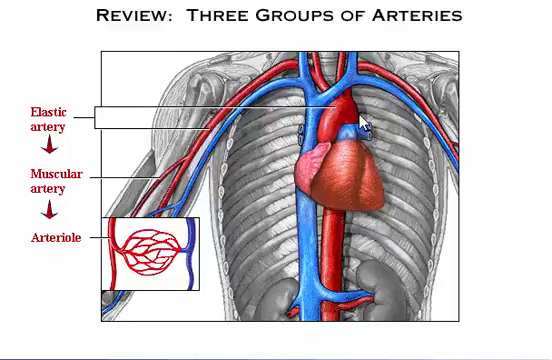 REVIEW: THREE GROUPS OF ARTERIES
Elastic
artery
Muscular
artery
Arteriole